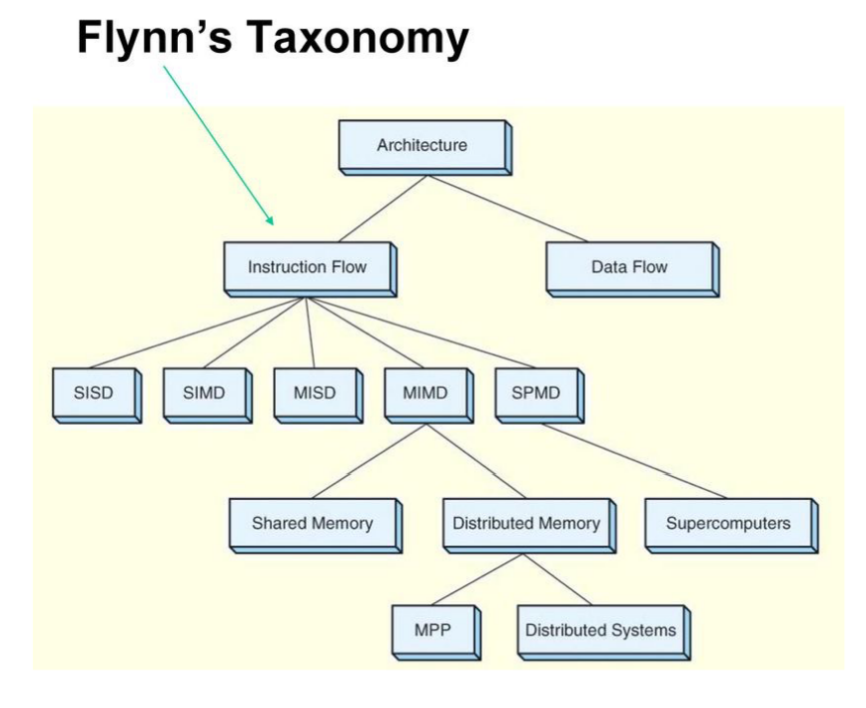 Flynn's Taxonomy
Architecture
Instruction Flow
Data Flow
SISD
SIMD
MISD
MIMD
SPMD
Shared Memory
Distributed Memory
Supercomputers
MPP
Distributed Systems